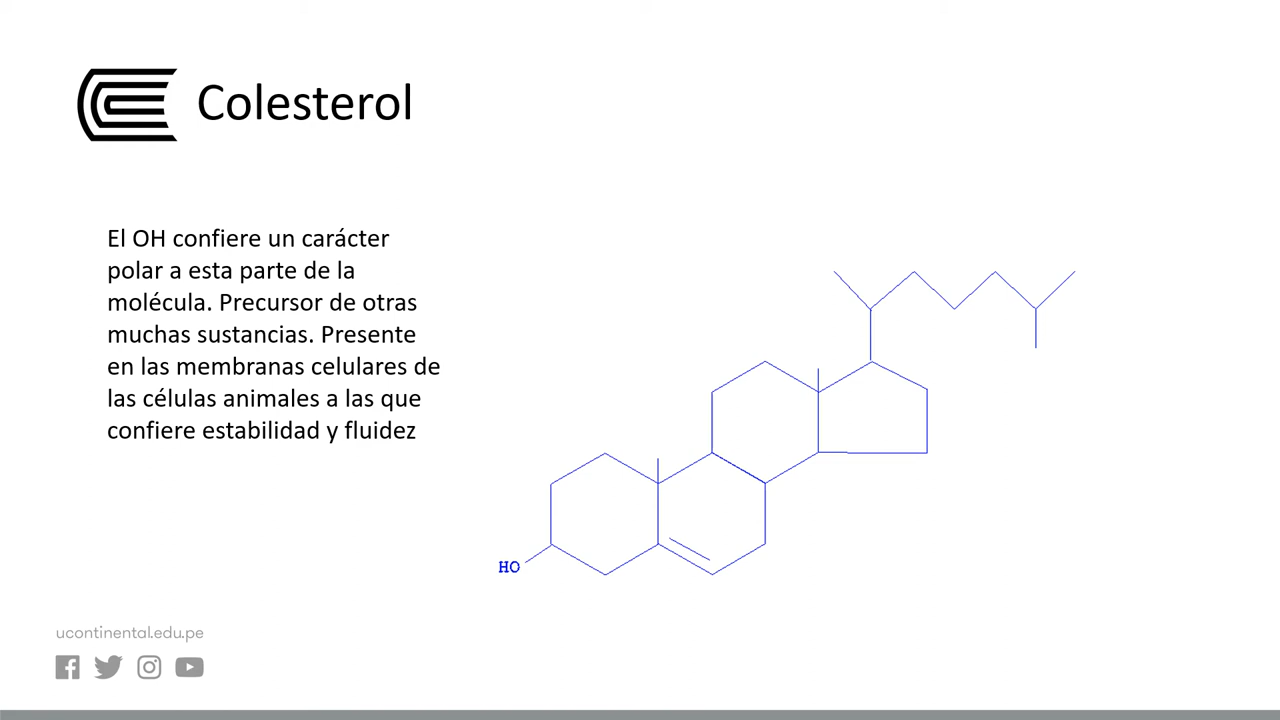 Colesterol
El OH confiere un carácter
polar a esta parte de la
molécula. Precursor de otras
muchas sustancias. Presente
en las membranas celulares de
las células animales a las que
confiere estabilidad y fluidez
HO
ucontinental.edu.pe